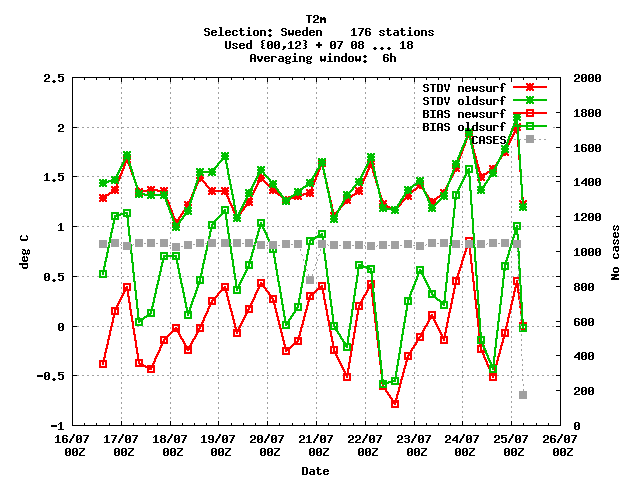 T2m
Selection: Sweden 176 stations
Used {00,12} + 07 08 ... 18
Averaging window: 6h
2.5
2
1.5
1
0.5
0
-0.5
-1
deg C
2000
1800
1600
1400
1200
1000
800
600
400
200
0
No cases
STDV newsurf
STDV oldsurf
BIAS newsurf
BIAS oldsurf
CASES
16/07 17/07 18/07 19/07 20/07 21/07 22/07 23/07 24/07 25/07 26/07
00Z 00Z 00Z 00Z 00Z 00Z 00Z 00Z 00Z 00Z 00Z
Date